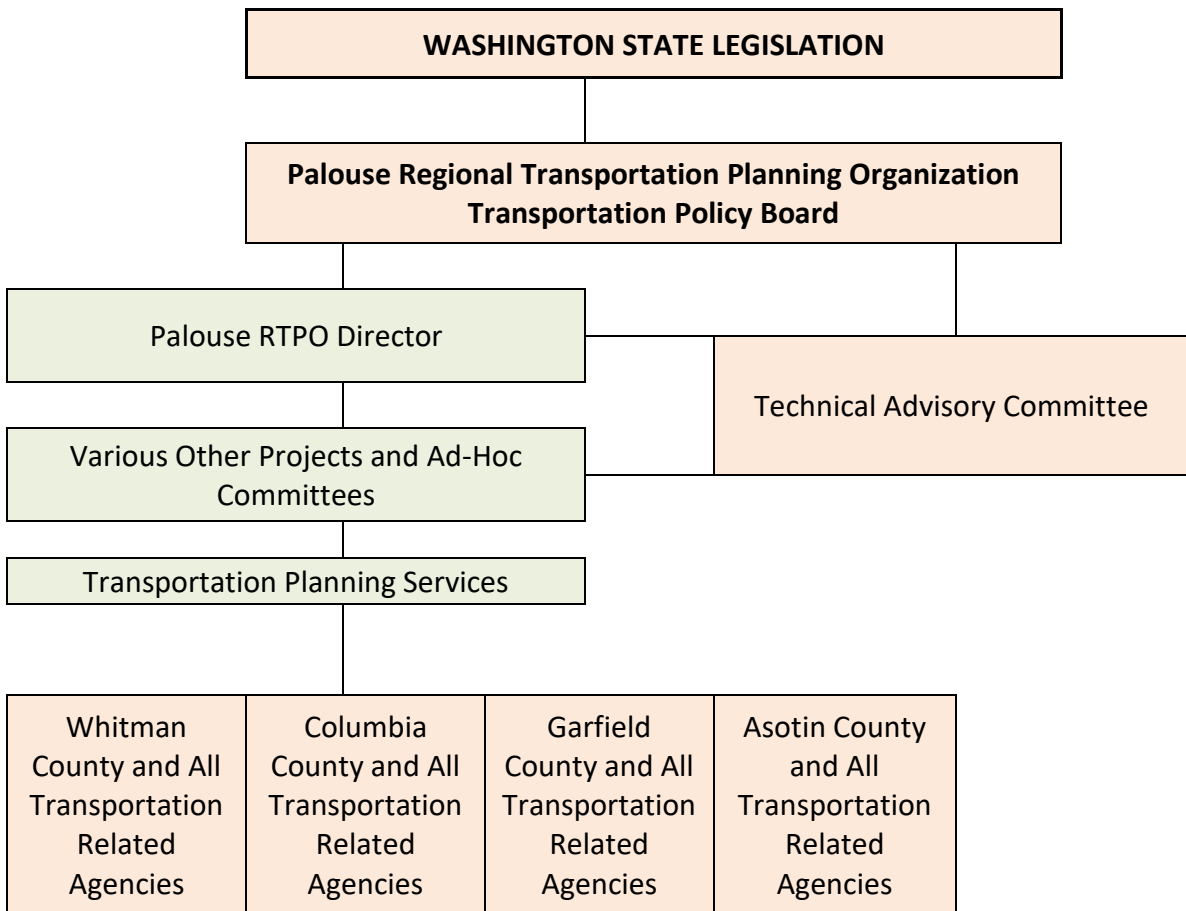 WASHINGTON STATE LEGISLATION
Palouse Regional Transportation Planning Organization
Transportation Policy Board
Palouse RTPO Director
Technical Advisory Committee
Various Other Projects and Ad-Hoc
Committees
Transportation Planning Services
Whitman
County and All
Transportation
Related
Agencies
Columbia
County and All
Transportation
Related
Agencies
Garfield
County and All
Transportation
Related
Agencies
Asotin County
and All
Transportation
Related
Agencies